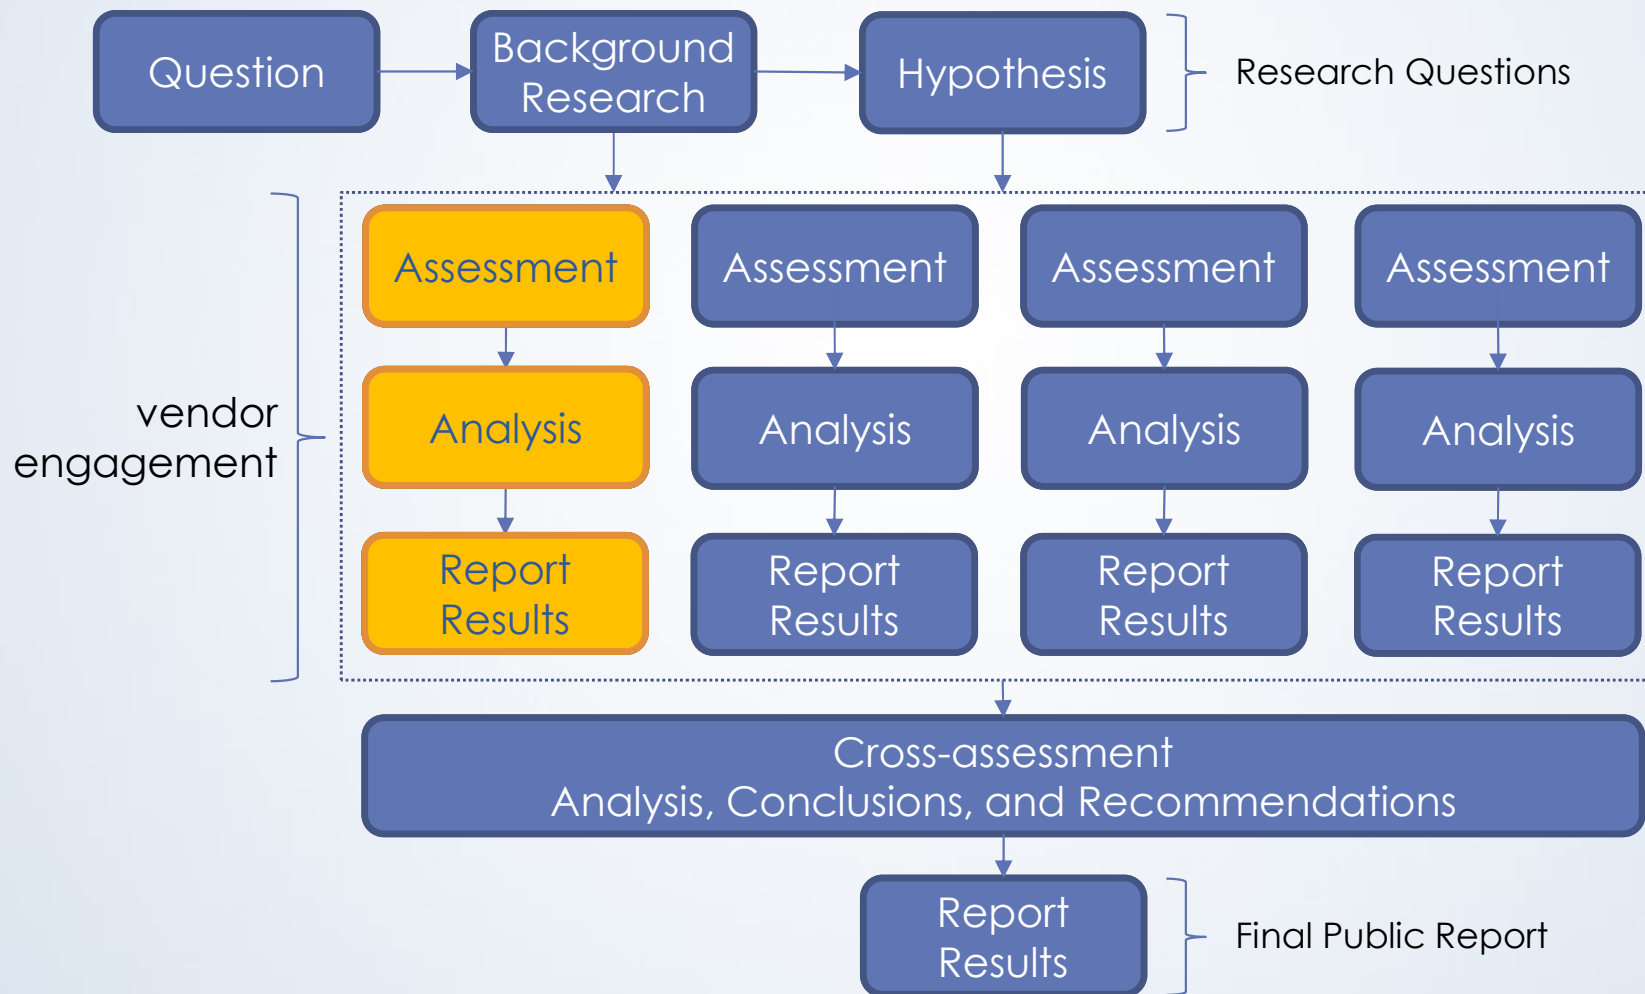 Question
Background
Research
Hypothesis
Research Questions
vendor
engagement
Assessment
Assessment
Assessment
Assessment
Analysis
Analysis
Analysis
Analysis
Report
Results
Report
Results
Report
Results
Report
Results
Cross-assessment
Analysis, Conclusions, and Recommendations
Report
Results
Final Public Report